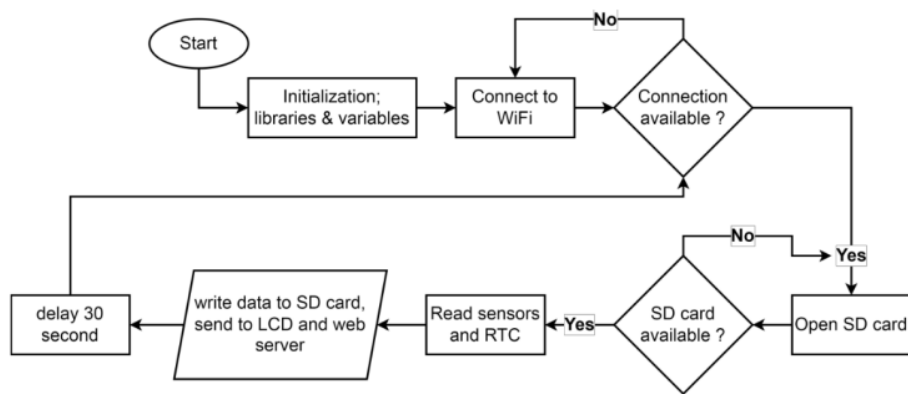 Start
Initialization;
libraries & variables
Connect to
WiFi
No
Connection
available ?
Yes
Open SD card
No
SD card
available ?
Yes
Read sensors
and RTC
write data to SD card,
send to LCD and web
server
delay 30
second